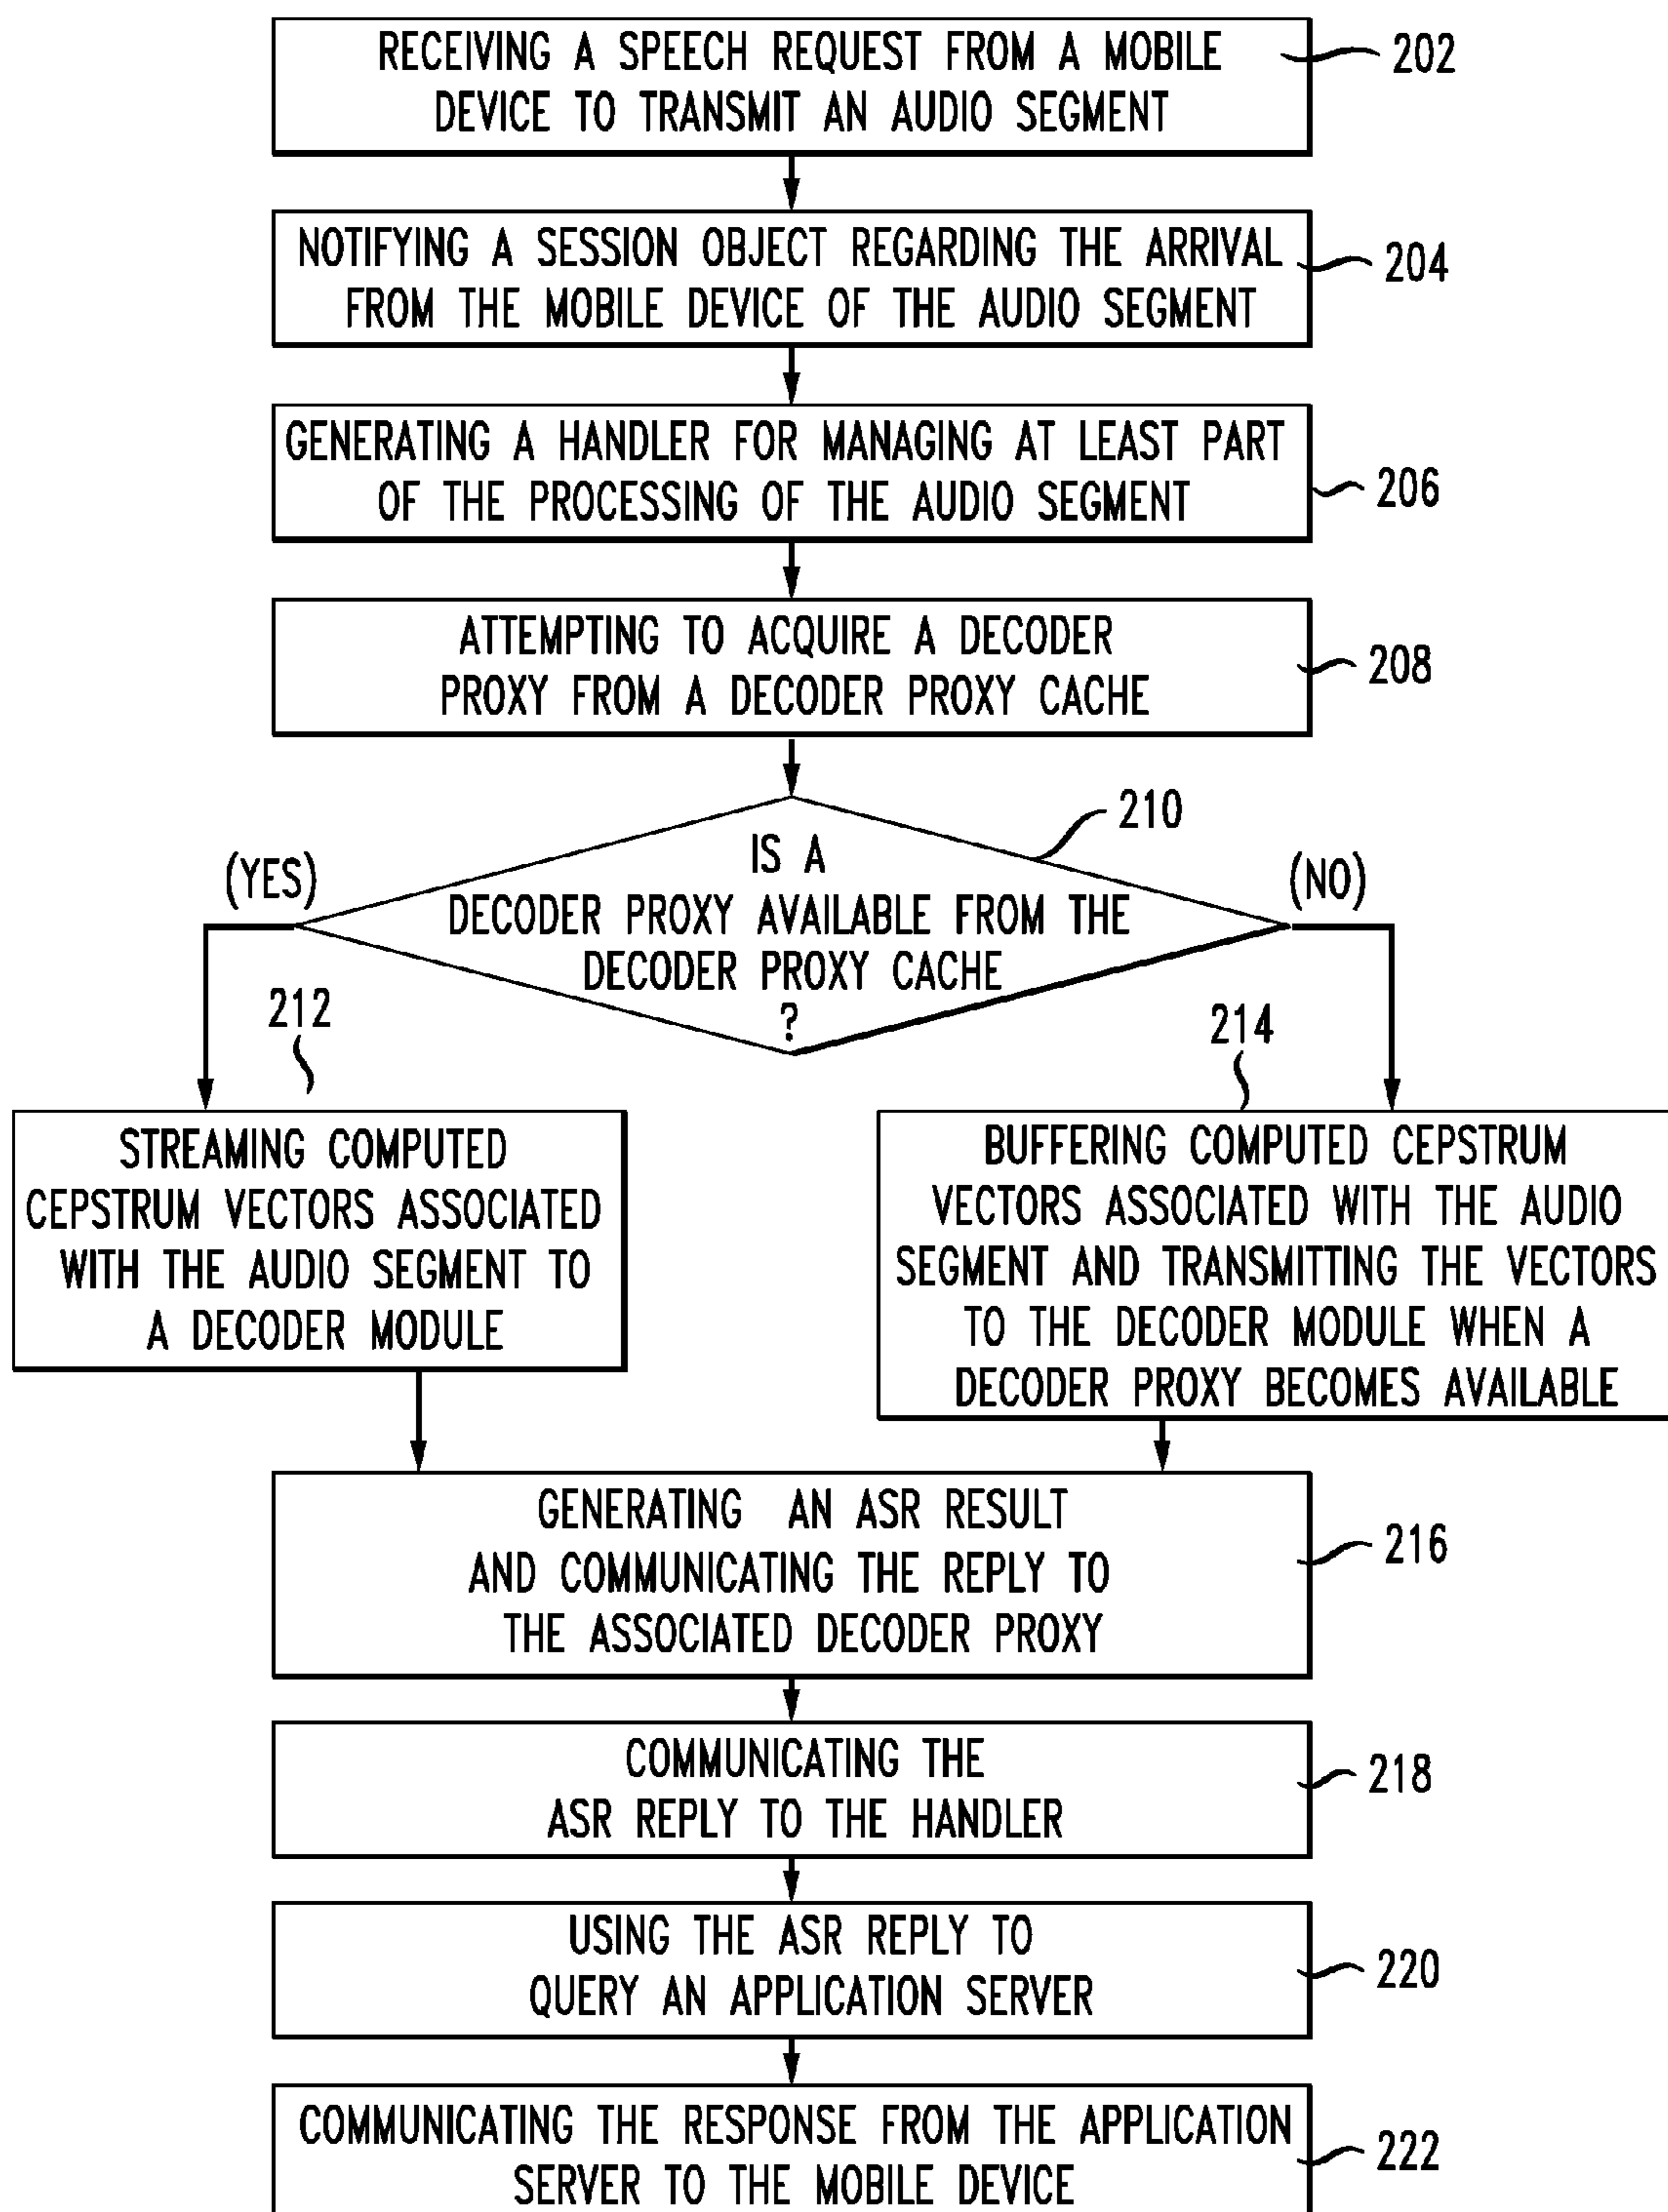 RECEIVING A SPEECH REQUEST FROM A MOBILE
DEVICE TO TRANSMIT AN AUDIO SEGMENT
202
NOTIFYING A SESSION OBJECT REGARDING THE ARRIVAL
FROM THE MOBILE DEVICE OF THE AUDIO SEGMENT
204
GENERATING A HANDLER FOR MANAGING AT LEAST PART
OF THE PROCESSING OF THE AUDIO SEGMENT
206
ATTEMPTING TO ACQUIRE A DECODER
PROXY FROM A DECODER PROXY CACHE
208
210
IS A
DECODER PROXY AVAILABLE FROM THE
DECODER PROXY CACHE
?
(YES)
(NO)
212
STREAMING COMPUTED
CEPSTRUM VECTORS ASSOCIATED
WITH THE AUDIO SEGMENT TO
A DECODER MODULE
214
BUFFERING COMPUTED CEPSTRUM
VECTORS ASSOCIATED WITH THE AUDIO
SEGMENT AND TRANSMITTING THE VECTORS
TO THE DECODER MODULE WHEN A
DECODER PROXY BECOMES AVAILABLE
GENERATING AN ASR RESULT
AND COMMUNICATING THE REPLY TO
THE ASSOCIATED DECODER PROXY
216
COMMUNICATING THE
ASR REPLY TO THE HANDLER
218
USING THE ASR REPLY TO
QUERY AN APPLICATION SERVER
220
COMMUNICATING THE RESPONSE FROM THE APPLICATION
SERVER TO THE MOBILE DEVICE
222